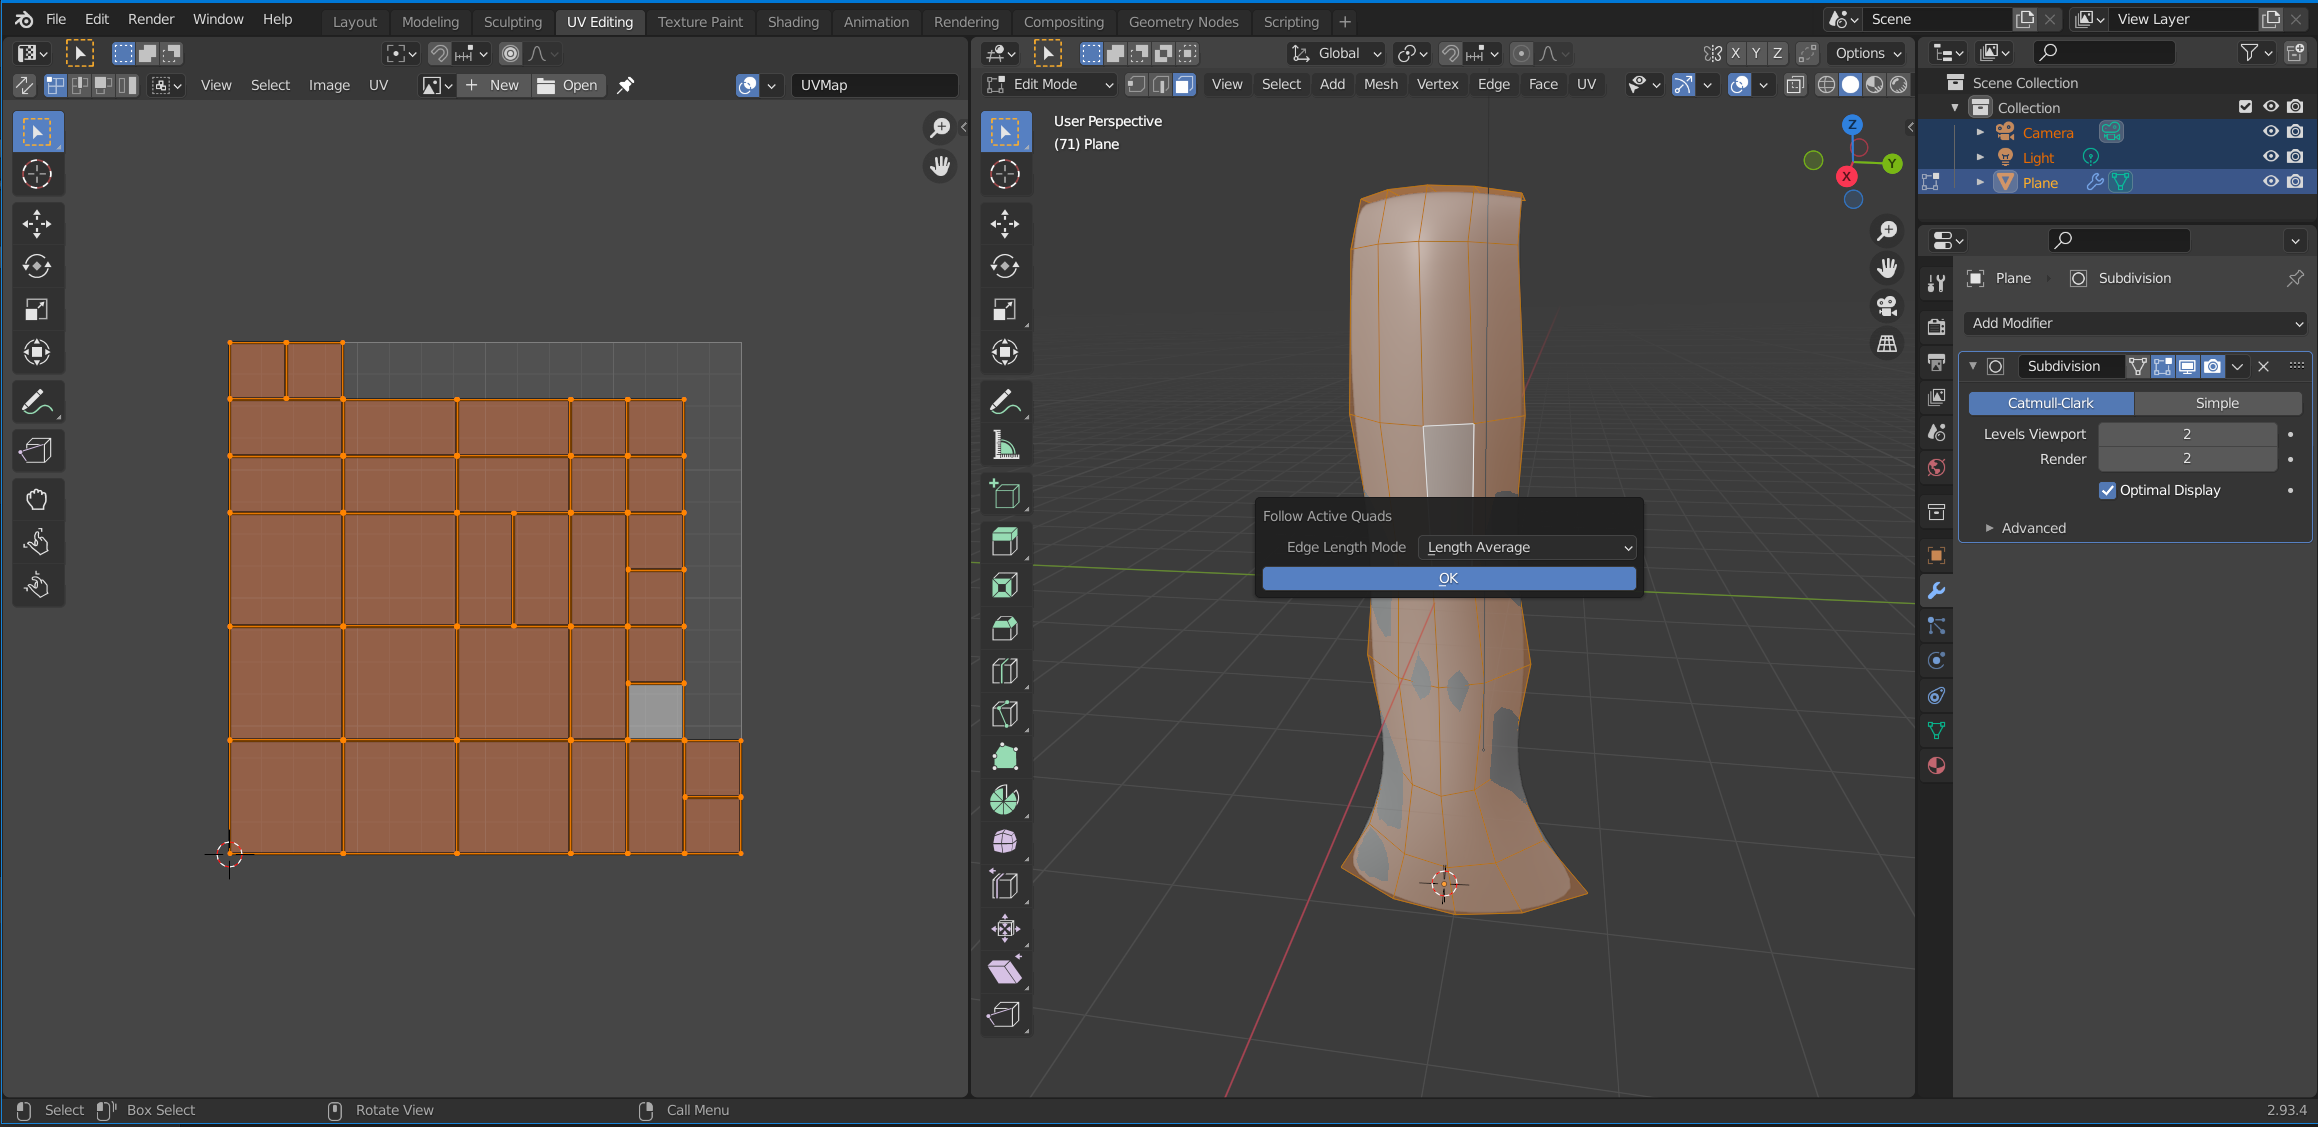 File Edit Render Window Help Layout Modeling Sculpting UV Editing Texture Paint Shading Animation Rendering Compositing Geometry Nodes Scripting + Scene View Layer
Global X Y Z Options
View Select Image UV + New Open UVMap
Edit Mode View Select Add Mesh Vertex Edge Face UV
Scene Collection
Collection
Camera
Light
Plane
User Perspective
(71) Plane
Z
Y
X
Plane Subdivision
Add Modifier
Subdivision
Catmull-Clark Simple
Levels Viewport 2
Render 2
Optimal Display
Advanced
Follow Active Quads
Edge Length Mode Length Average
OK
Select Box Select Rotate View Call Menu 2.93.4